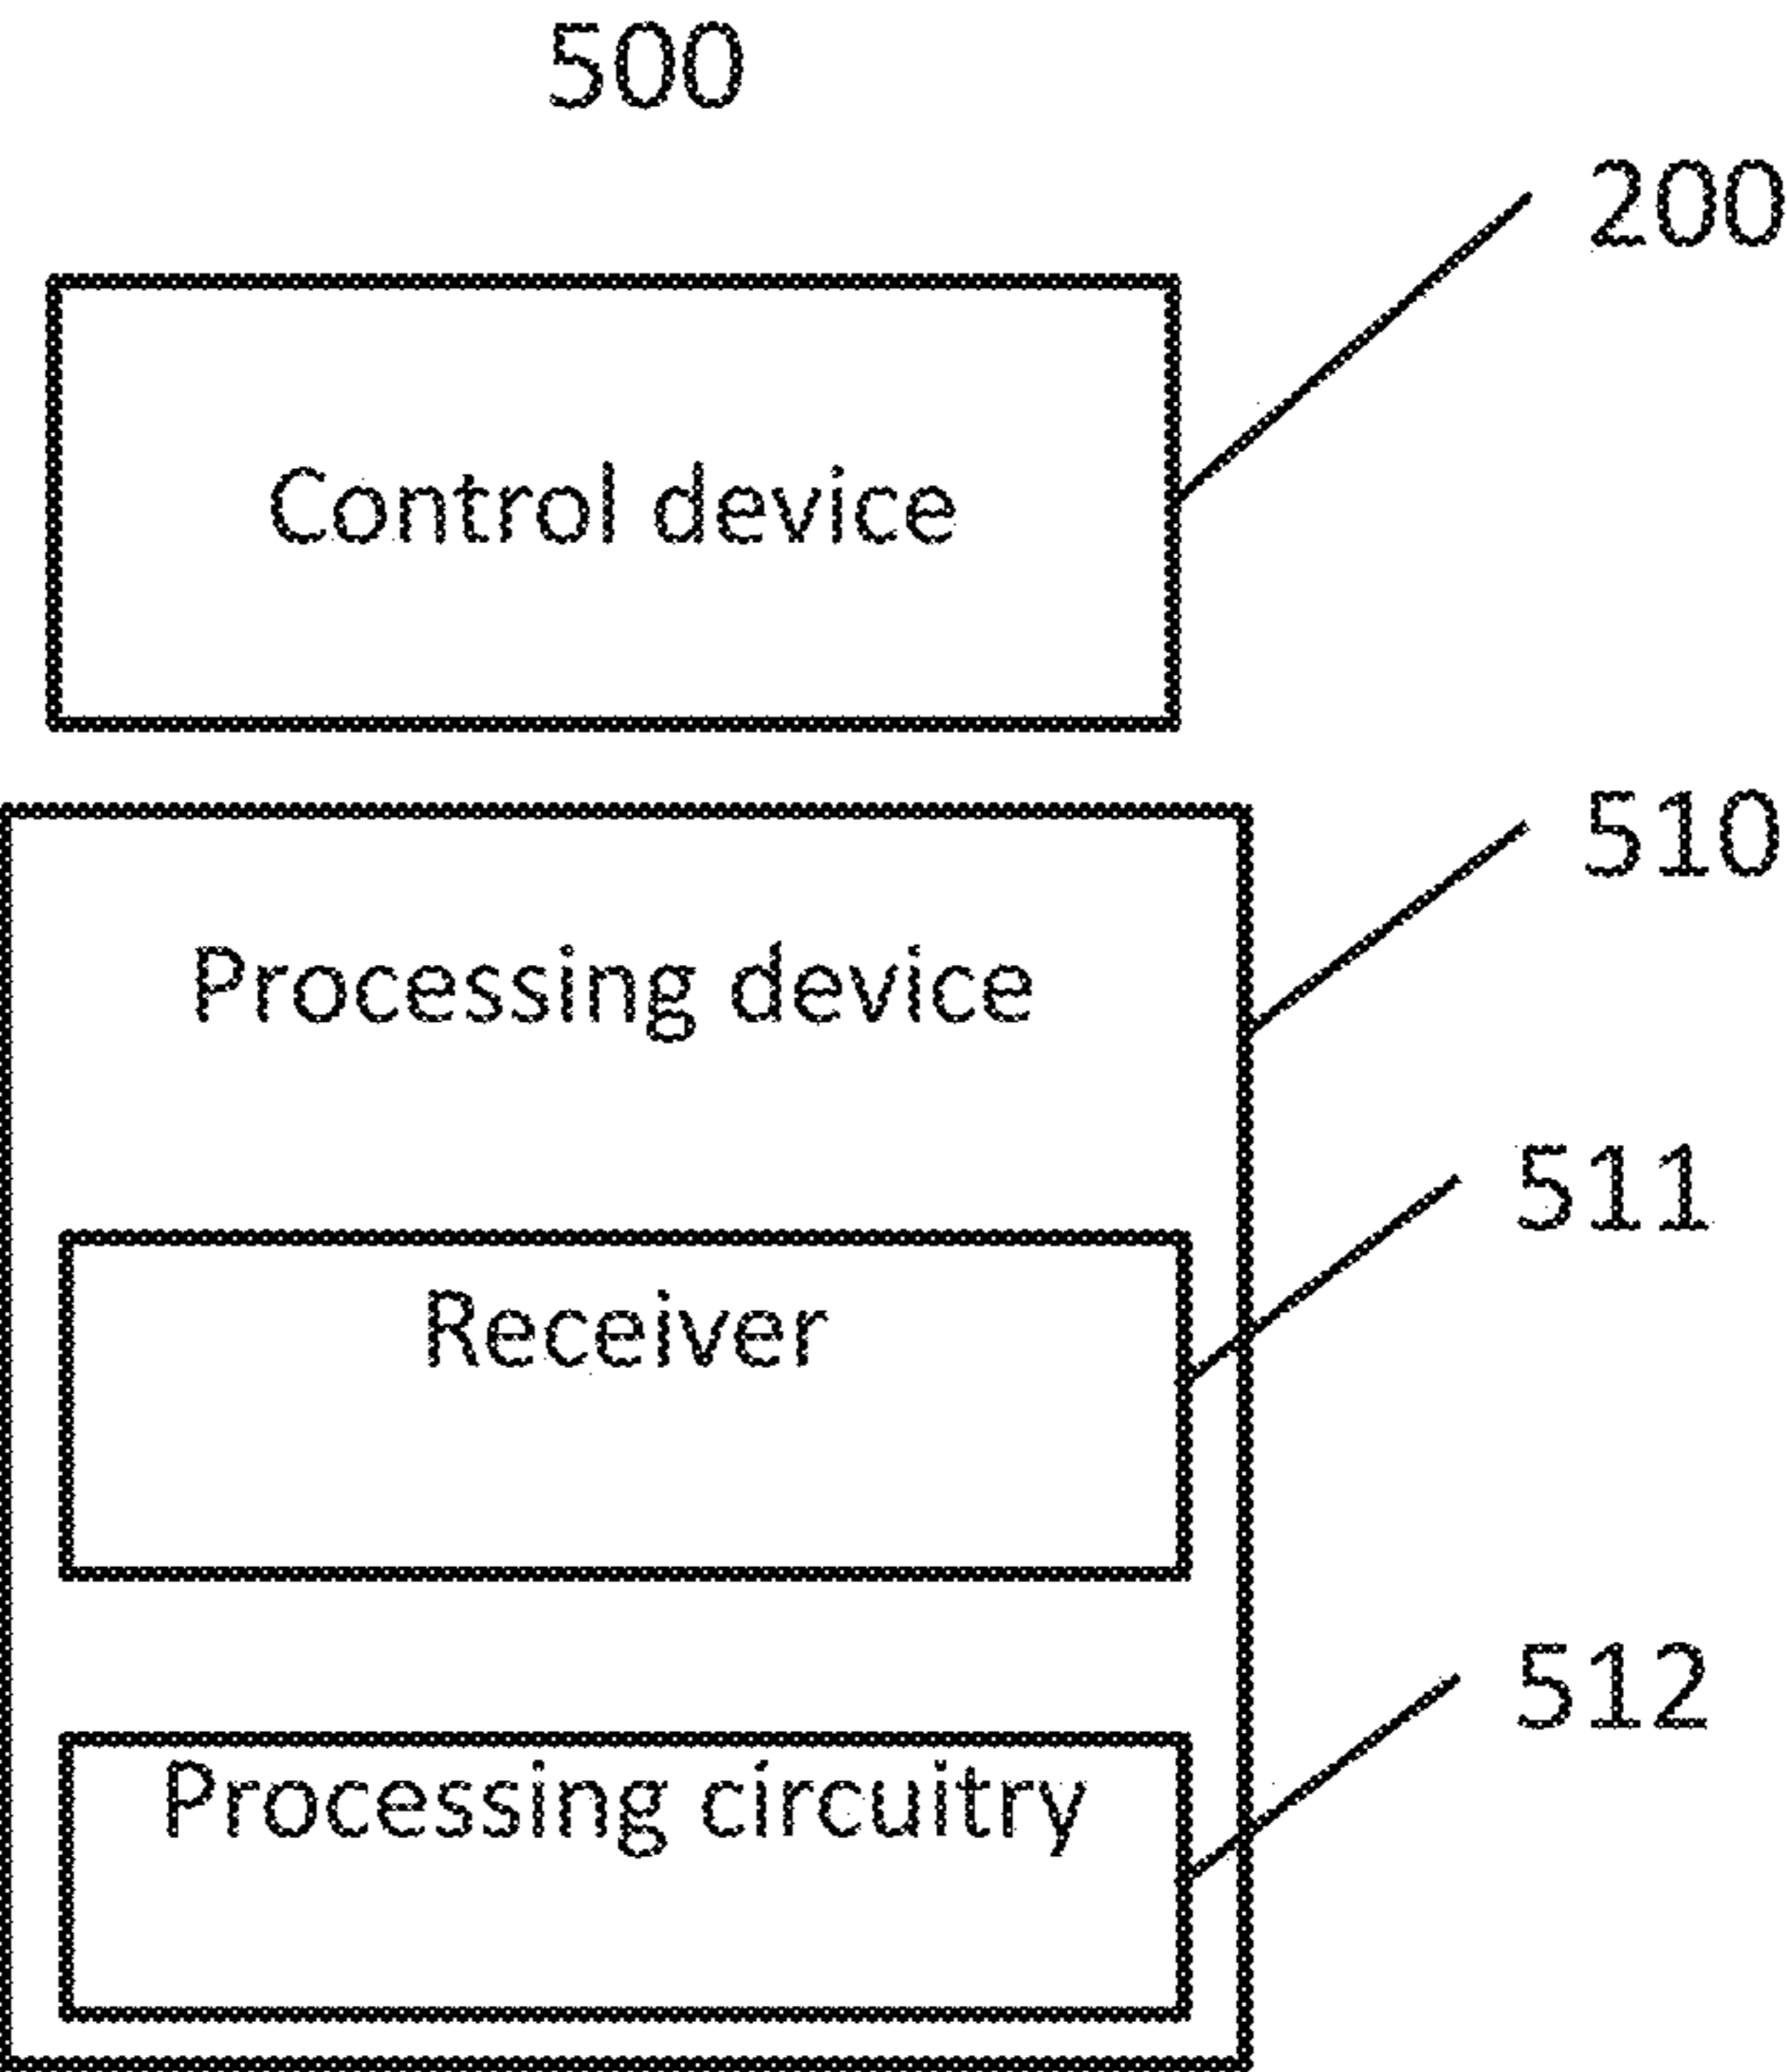 500
200
Control device
510
Processing device
511
Receiver
512
Processing circuitry